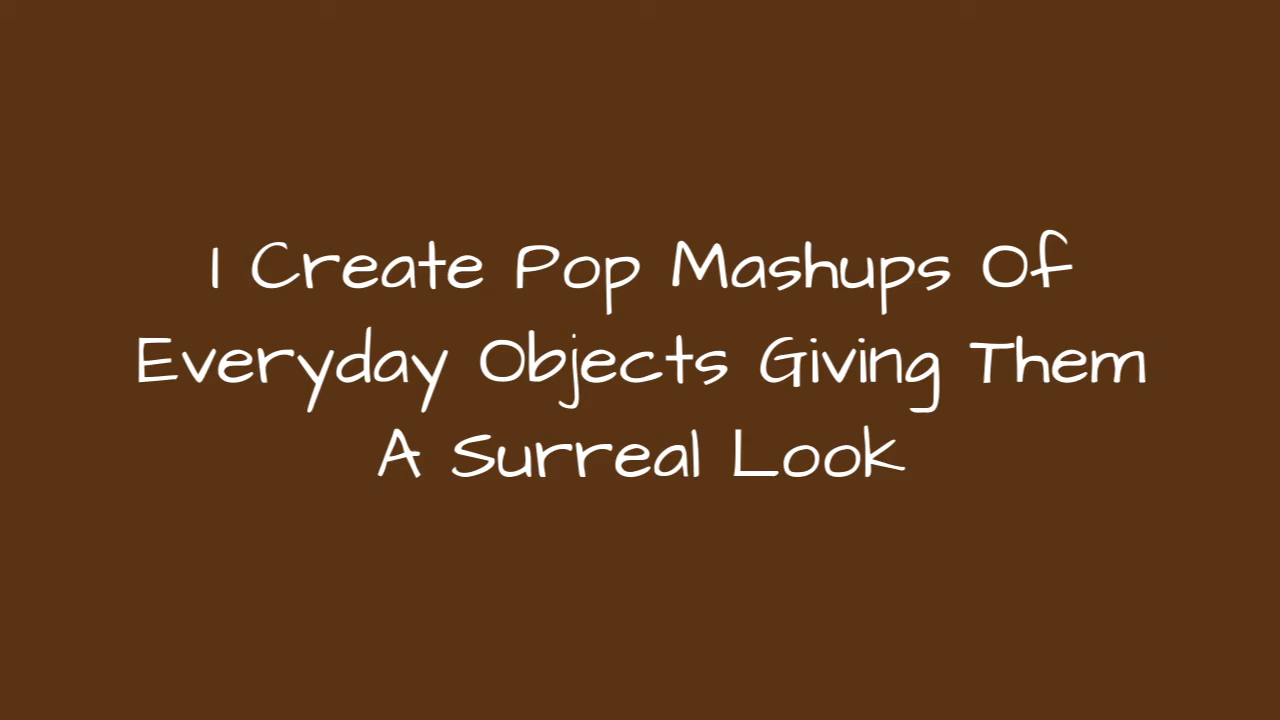 I Create Pop Mashups Of
Everyday Objects Giving Them
A Surreal Look